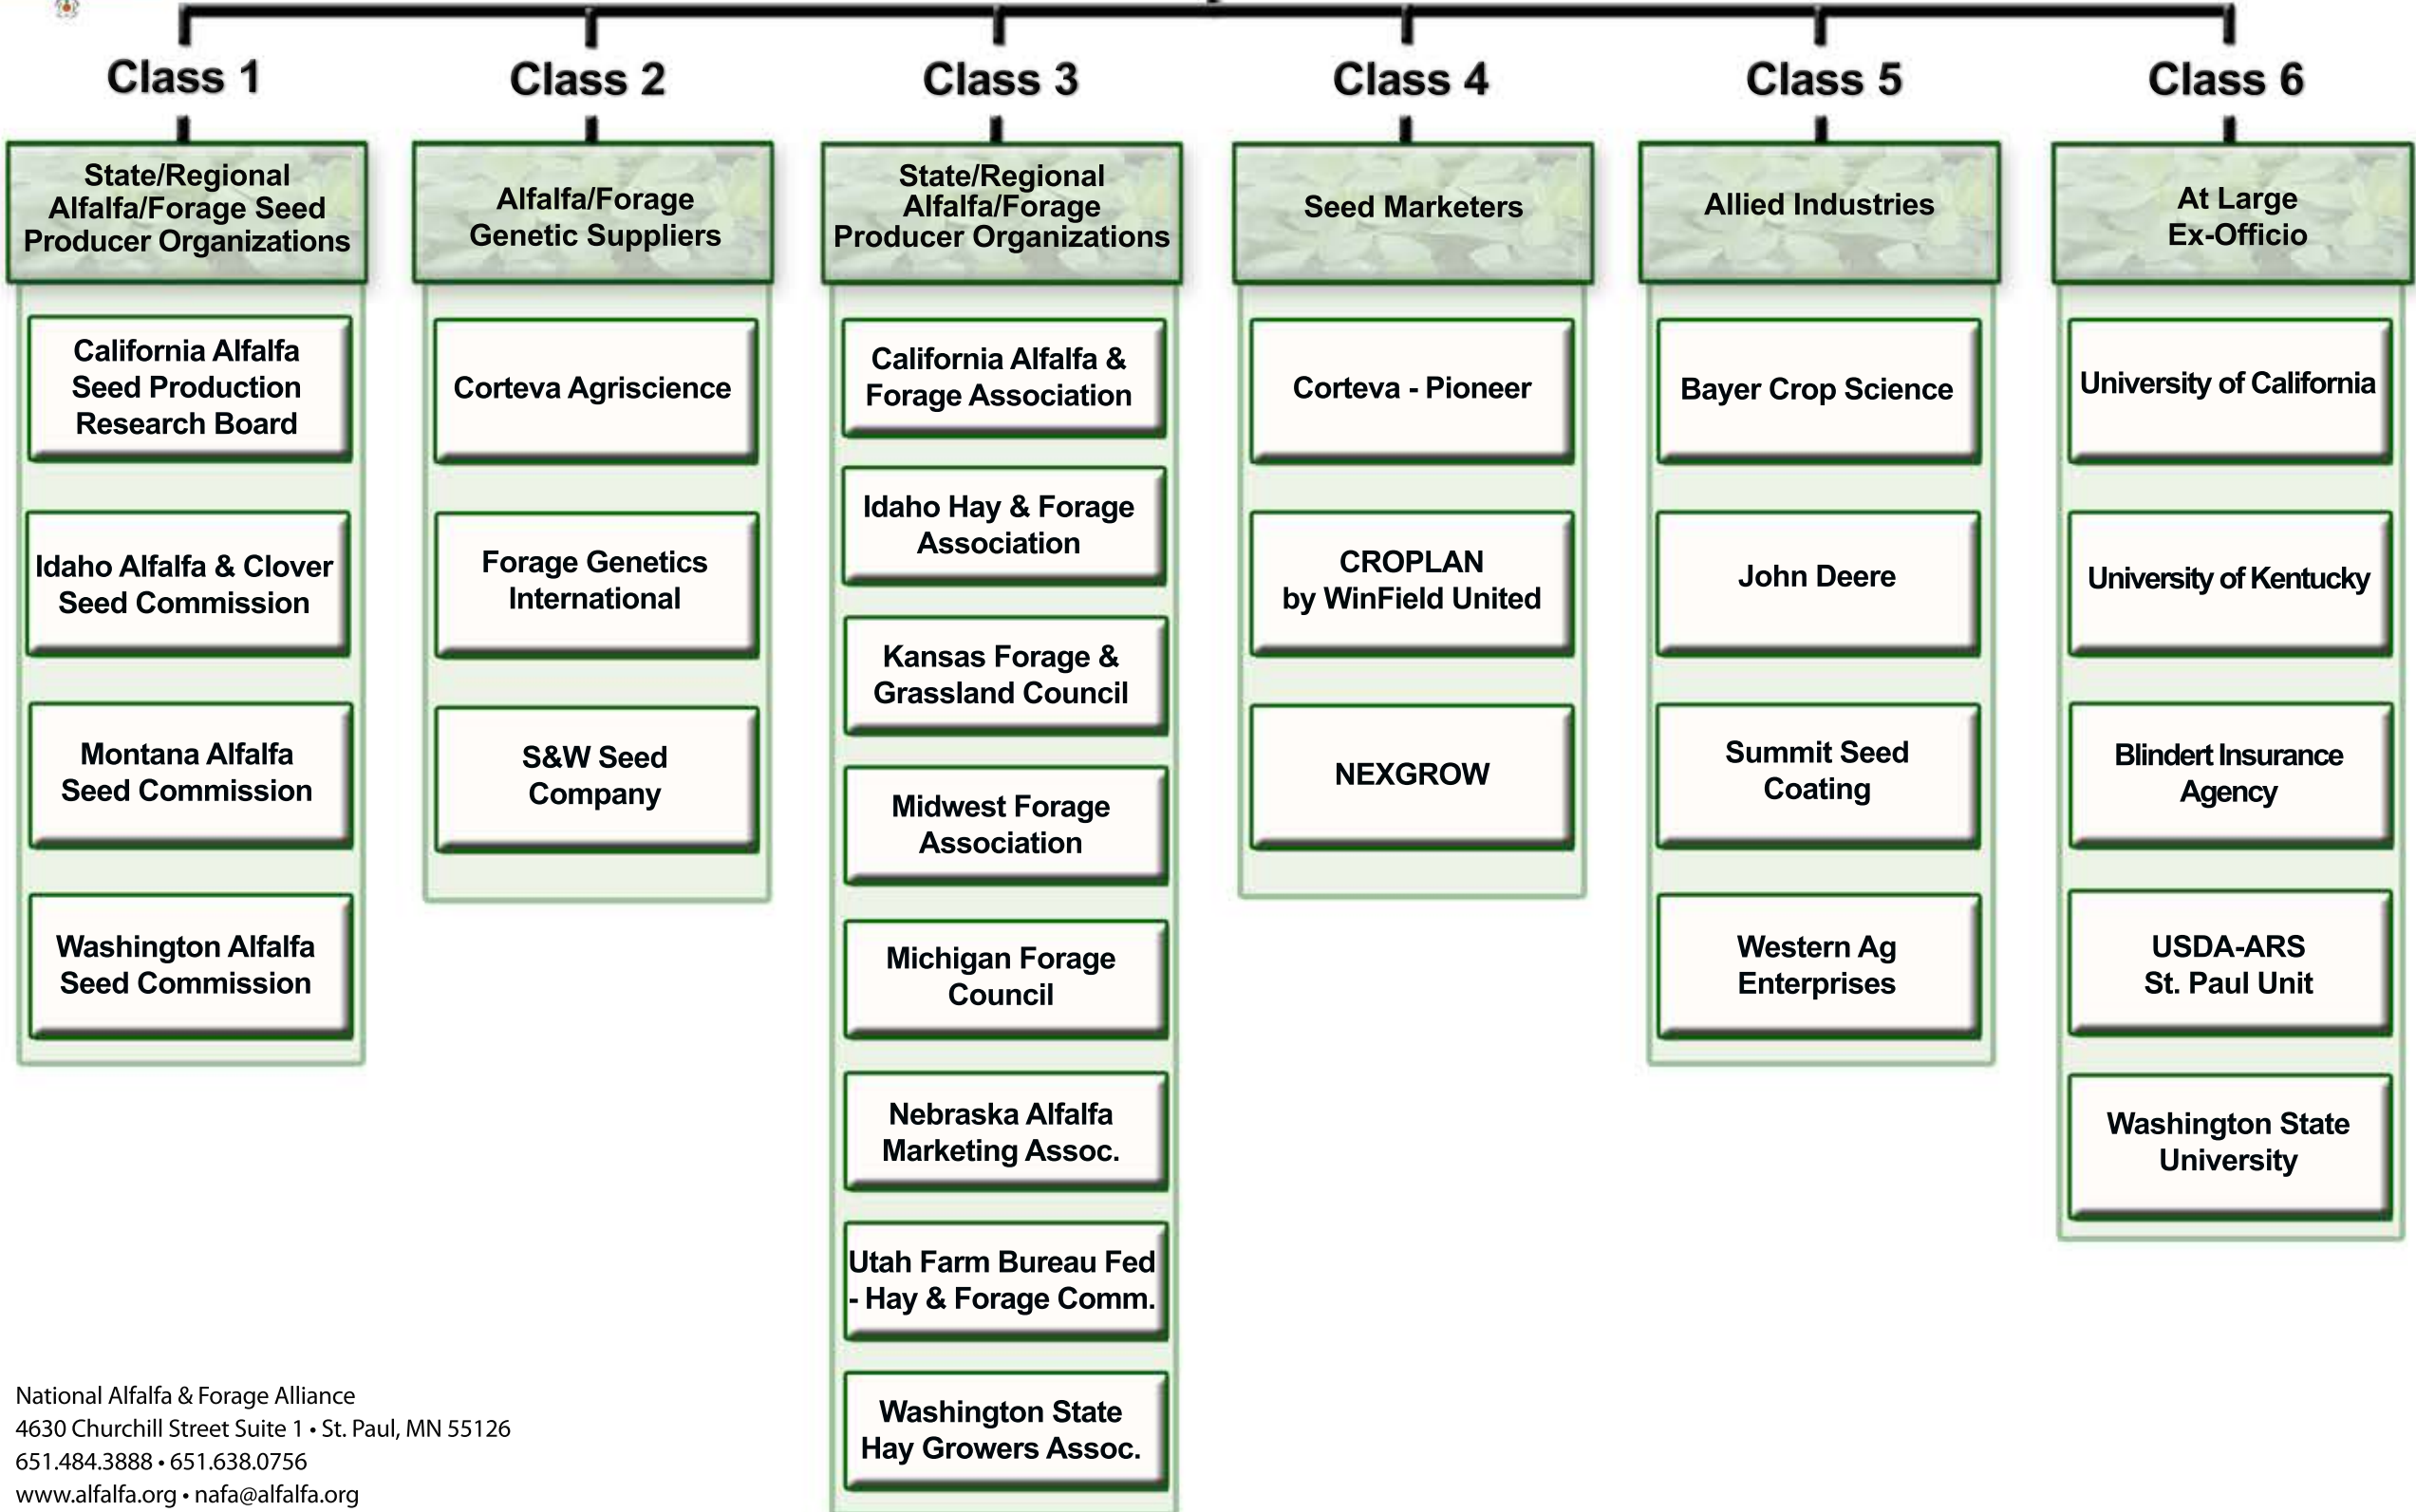 Class 1
State/Regional
Alfalfa/Forage Seed
Producer Organizations
California Alfalfa
Seed Production
Research Board
Idaho Alfalfa & Clover
Seed Commission
Montana Alfalfa
Seed Commission
Washington Alfalfa
Seed Commission
Class 2
Alfalfa/Forage
Genetic Suppliers
Corteva Agriscience
Forage Genetics
International
S&W Seed
Company
Class 3
State/Regional
Alfalfa/Forage
Producer Organizations
California Alfalfa &
Forage Association
Idaho Hay & Forage
Association
Kansas Forage &
Grassland Council
Midwest Forage
Association
Michigan Forage
Council
Nebraska Alfalfa
Marketing Assoc.
Utah Farm Bureau Fed
- Hay & Forage Comm.
Washington State
Hay Growers Assoc.
Class 4
Seed Marketers
Corteva - Pioneer
CROPLAN
by WinField United
NEXGROW
Class 5
Allied Industries
Bayer Crop Science
John Deere
Summit Seed
Coating
Western Ag
Enterprises
Class 6
At Large
Ex-Officio
University of California
University of Kentucky
Blindert Insurance
Agency
USDA-ARS
St. Paul Unit
Washington State
University
National Alfalfa & Forage Alliance
4630 Churchill Street Suite 1 • St. Paul, MN 55126
651.484.3888 • 651.638.0756
www.alfalfa.org • nafa@alfalfa.org